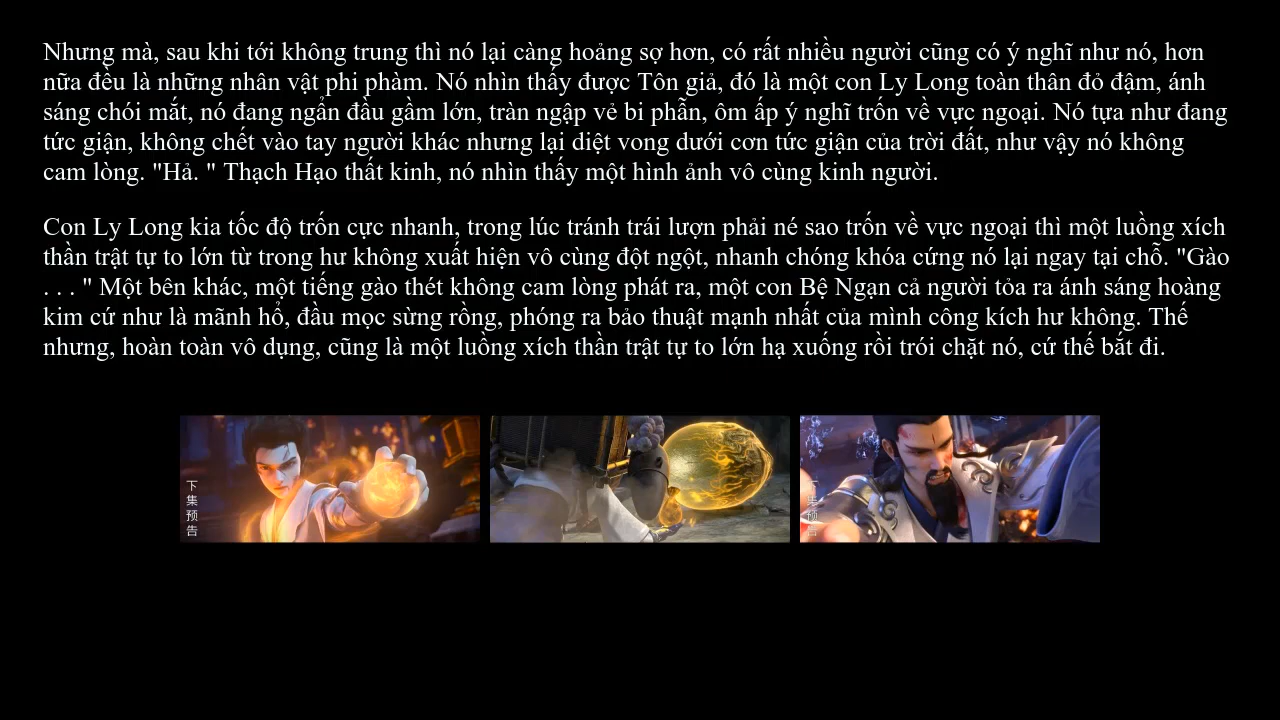 Nhưng mà, sau khi tới không trung thì nó lại càng hoảng sợ hơn, có rất nhiều người cũng có ý nghĩ như nó, hơn
nữa đều là những nhân vật phi phàm. Nó nhìn thấy được Tôn giả, đó là một con Ly Long toàn thân đỏ đậm, ánh
sáng chói mắt, nó đang ngẩn đầu gầm lớn, tràn ngập vẻ bi phẫn, ôm ấp ý nghĩ trốn về vực ngoại. Nó tựa như đang
tức giận, không chết vào tay người khác nhưng lại diệt vong dưới cơn tức giận của trời đất, như vậy nó không
cam lòng. "Hả. " Thạch Hạo thất kinh, nó nhìn thấy một hình ảnh vô cùng kinh người.
Con Ly Long kia tốc độ trốn cực nhanh, trong lúc tránh trái lượn phải né sao trốn về vực ngoại thì một luồng xích
thần trật tự to lớn từ trong hư không xuất hiện vô cùng đột ngột, nhanh chóng khóa cứng nó lại ngay tại chỗ. "Gào
. . . " Một bên khác, một tiếng gào thét không cam lòng phát ra, một con Bệ Ngạn cả người tỏa ra ánh sáng hoàng
kim cứ như là mãnh hổ, đầu mọc sừng rồng, phóng ra bảo thuật mạnh nhất của mình công kích hư không. Thế
nhưng, hoàn toàn vô dụng, cũng là một luồng xích thần trật tự to lớn hạ xuống rồi trói chặt nó, cứ thế bắt đi.
下集预告
下集预告